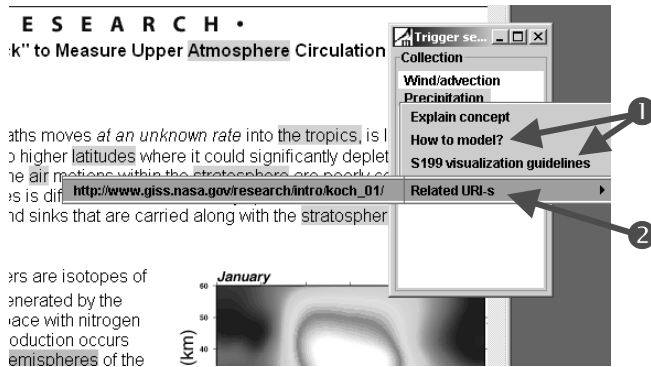 E S E A R C H •
k" to Measure Upper Atmosphere Circulation
aths moves at an unknown rate into the tropics, is l
o higher latitudes where it could significantly deplet
he air motions within the stratosphere are poorly co
es is dif
nd sinks that are carried along with the stratospher
ers are isotopes of
enerated by the
pace with nitrogen
oduction occurs
emispheres of the
Trigger se...
Collection
Wind/advection
Precipitation
Explain concept
How to model?
S199 visualization guidelines
Related URI-s
http://www.giss.nasa.gov/research/intro/koch_01/
1
2
January
60
50
40
(km)